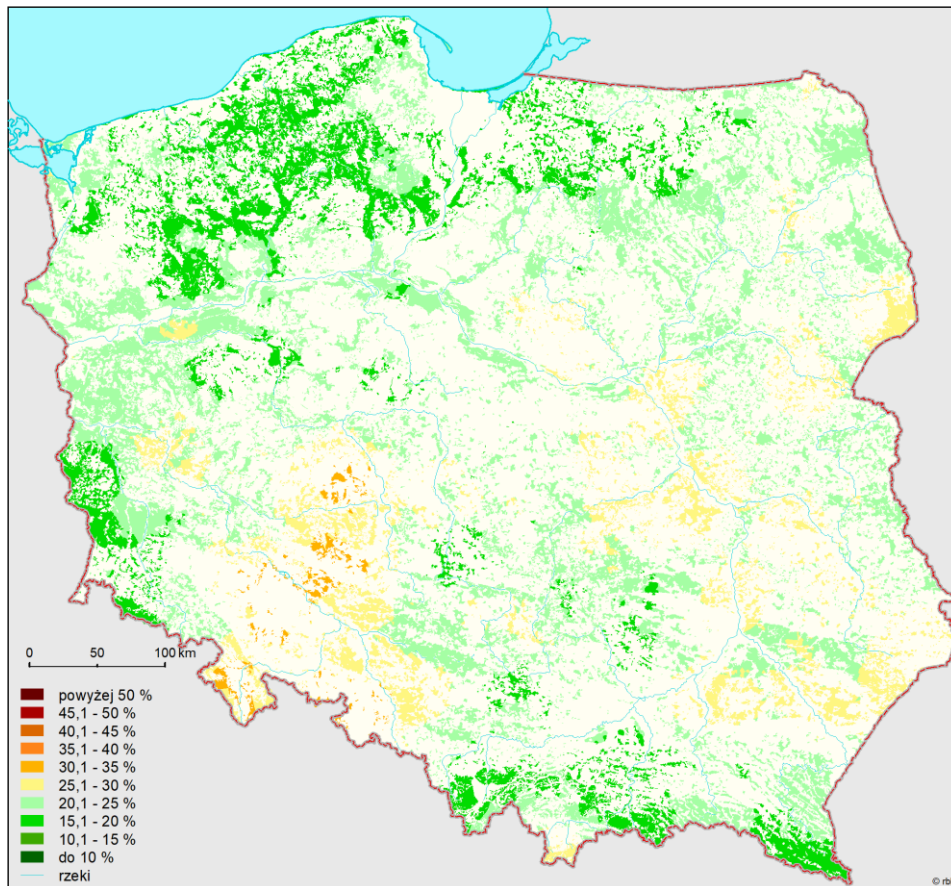 0 50 100 km
powyżej 50 %
45,1 - 50 %
40,1 - 45 %
35,1 - 40 %
30,1 - 35 %
25,1 - 30 %
20,1 - 25 %
15,1 - 20 %
10,1 - 15 %
do 10 %
rzeki